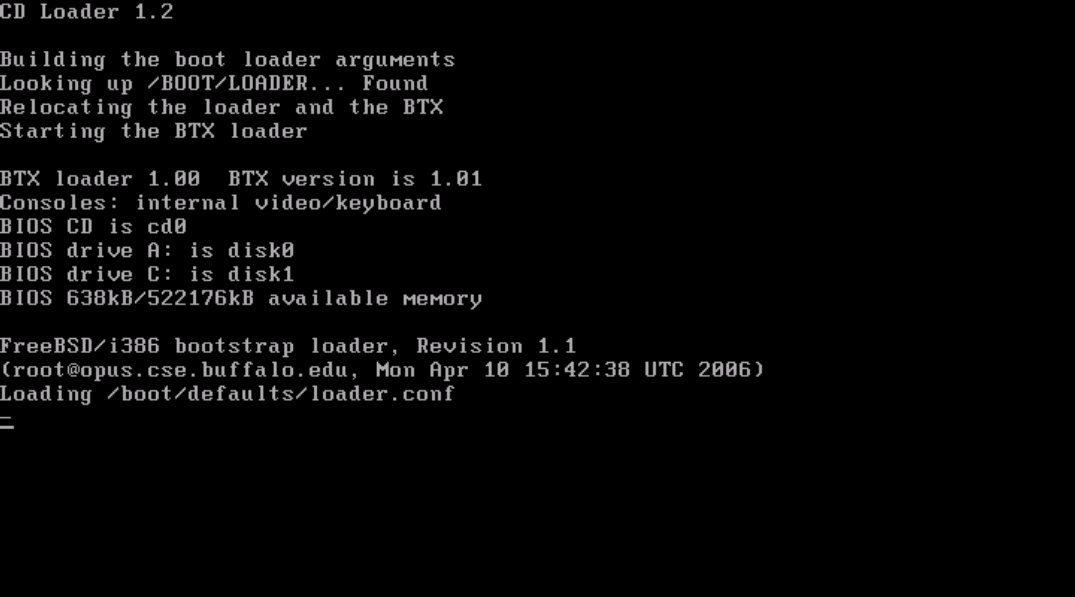 CD Loader 1.2
Building the boot loader arguments
Looking up /BOOT/LOADER... Found
Relocating the loader and the BTX
Starting the BTX loader
BTX loader 1.00  BTX version is 1.01
Consoles: internal video/keyboard
BIOS CD is cd0
BIOS drive A: is disk0
BIOS drive C: is disk1
BIOS 638kB/522176kB available memory
FreeBSD/i386 bootstrap loader, Revision 1.1
(root@opus.cse.buffalo.edu, Mon Apr 10 15:42:38 UTC 2006)
Loading /boot/defaults/loader.conf